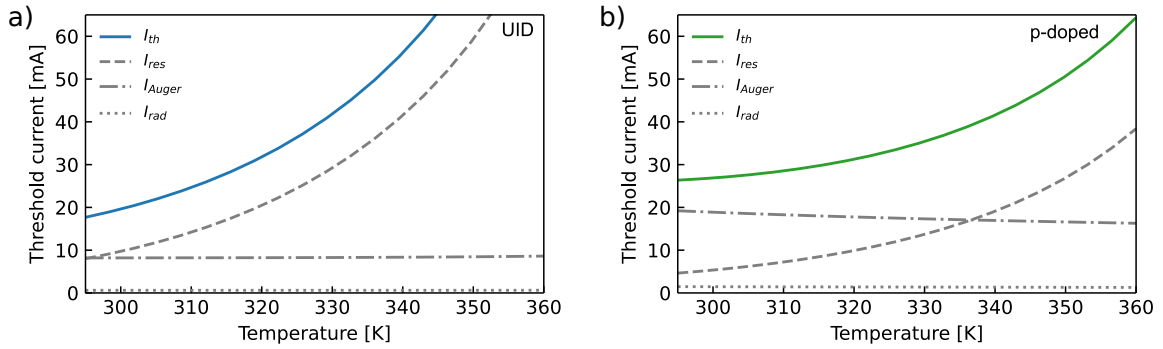 a)
UID
I_th
I_res
I_Auger
I_rad
Threshold current [mA]
0
10
20
30
40
50
60
300
310
320
330
340
350
360
Temperature [K]
b)
p-doped
I_th
I_res
I_Auger
I_rad
Threshold current [mA]
0
10
20
30
40
50
60
300
310
320
330
340
350
360
Temperature [K]